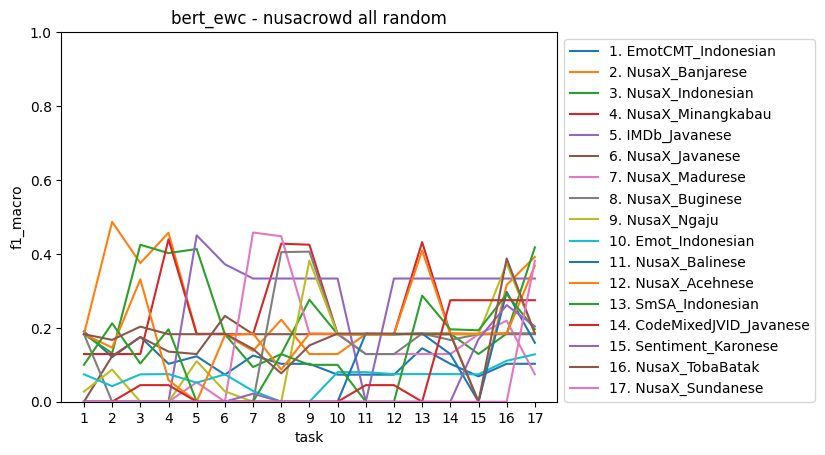 bert_ewc - nusacrowd all random
1.0
0.8
0.6
0.4
0.2
0.0
f1_macro
1 2 3 4 5 6 7 8 9 10 11 12 13 14 15 16 17
task
1. EmotCMT_Indonesian
2. NusaX_Banjarese
3. NusaX_Indonesian
4. NusaX_Minangkabau
5. IMDb_Javanese
6. NusaX_Javanese
7. NusaX_Madurese
8. NusaX_Buginese
9. NusaX_Ngaju
10. Emot_Indonesian
11. NusaX_Balinese
12. NusaX_Acehnese
13. SmSA_Indonesian
14. CodeMixedJVID_Javanese
15. Sentiment_Karonese
16. NusaX_TobaBatak
17. NusaX_Sundanese